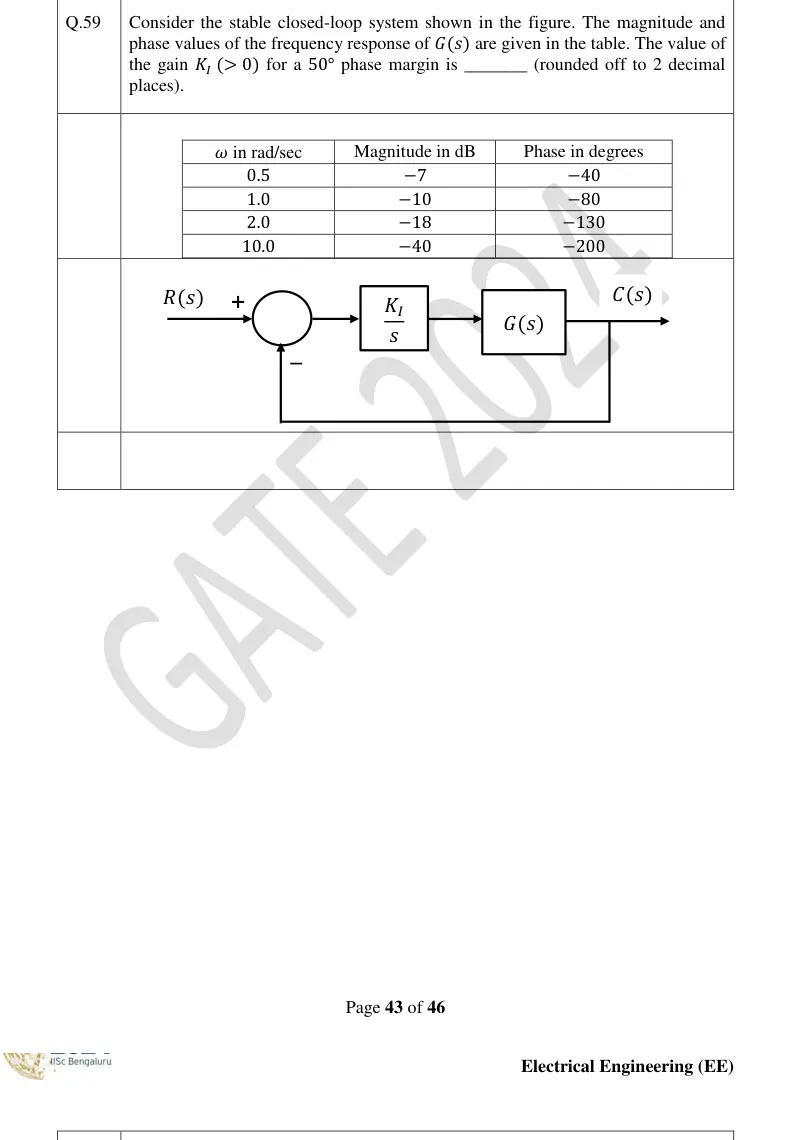 Q.59 Consider the stable closed-loop system shown in the figure. The magnitude and
phase values of the frequency response of 𝐺(𝑠) are given in the table. The value of
the gain 𝐾_𝐼 (> 0) for a 50° phase margin is _______ (rounded off to 2 decimal
places).
𝜔 in rad/sec Magnitude in dB Phase in degrees
0.5 −7 −40
1.0 −10 −80
2.0 −18 −130
10.0 −40 −200
𝑅(𝑠) + 𝐾_𝐼 / 𝑠 𝐺(𝑠) 𝐶(𝑠)
−
GATE 2024
Page 43 of 46
IISc Bengaluru
Electrical Engineering (EE)